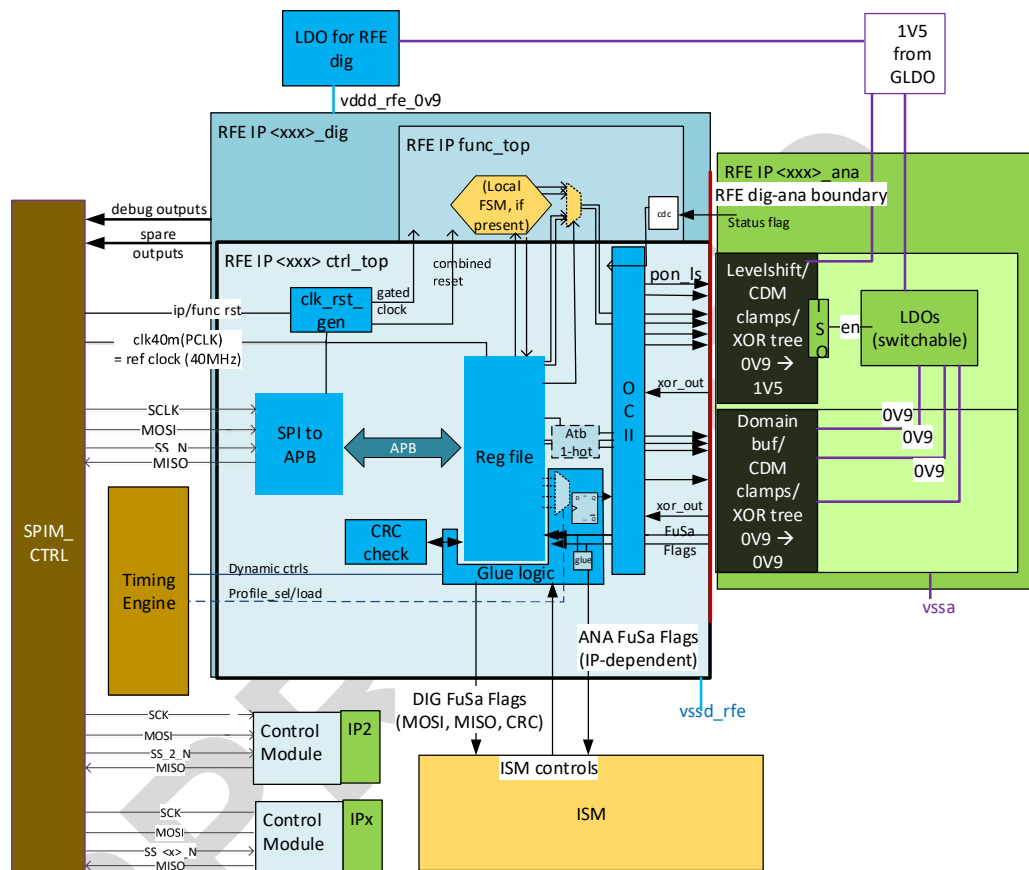 LDO for RFE
dig
1V5
from
GLDO
vddd_rfe_0v9
RFE IP <xxx>_dig
RFE IP func_top
(Local
FSM, if
present)
cdc
RFE IP <xxx>_ana
RFE dig-ana boundary
Status flag
debug outputs
spare
outputs
RFE IP <xxx> ctrl_top
combined
reset
gated
clock
clk_rst_
gen
ip/func rst
clk40m(PCLK)
= ref clock (40MHz)
pon_ls
Levelshift/
CDM
clamps/
XOR tree
0V9 →
1V5
I
S
O
en
LDOs
(switchable)
O
C
II
xor_out
SCLK
MOSI
SS_N
MISO
SPI to
APB
APB
Reg file
Atb
1-hot
0V9
0V9
0V9
Domain
buf/
CDM
clamps/
XOR tree
0V9 →
0V9
xor_out
FuSa
Flags
SPIM_
CTRL
Timing
Engine
CRC
check
glue
Glue logic
Dynamic ctrls
Profile_sel/load
vssa
ANA FuSa Flags
(IP-dependent)
DIG FuSa Flags
(MOSI, MISO, CRC)
vssd_rfe
SCK
MOSI
SS_2_N
MISO
Control
Module
IP2
ISM controls
ISM
SCK
MOSI
SS_<x>_N
MISO
Control
Module
IPx